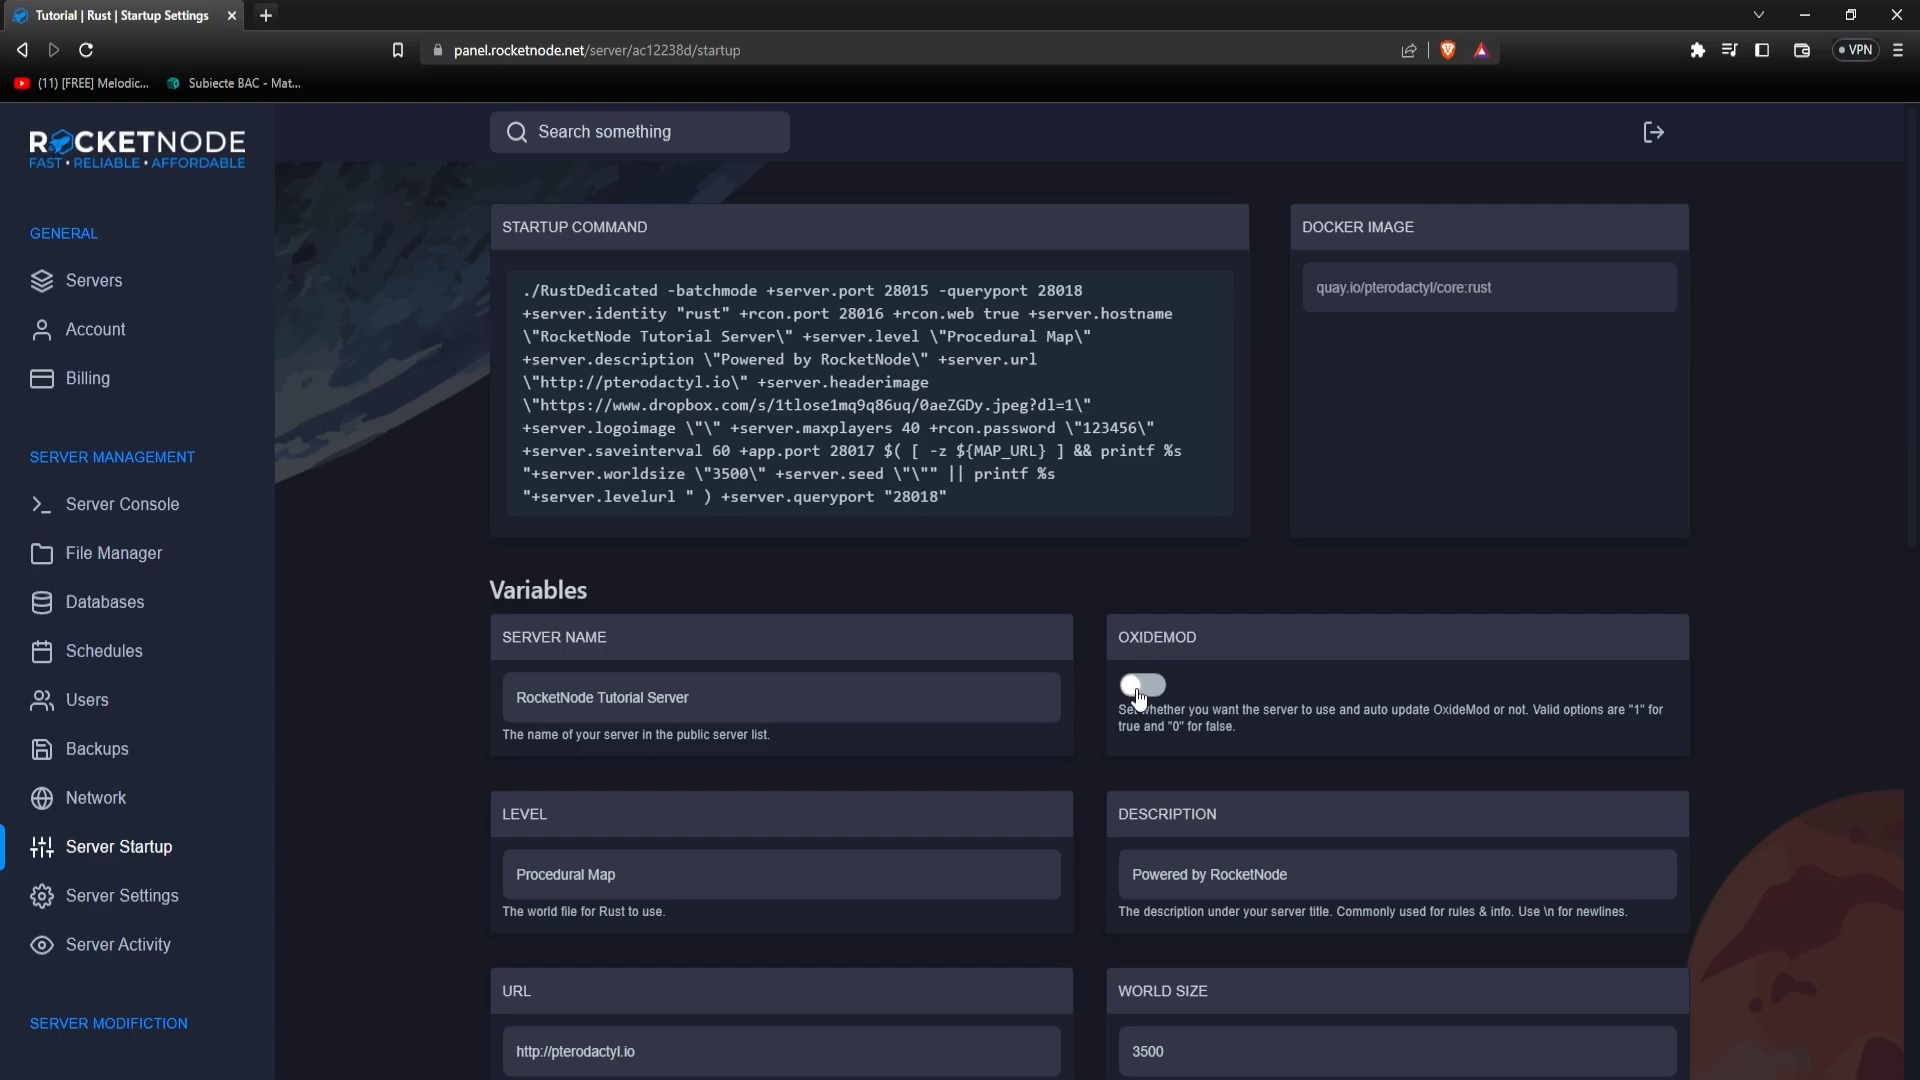 Tutorial | Rust | Startup Settings
panel.rocketnode.net/server/ac12238d/startup
VPN
(11) [FREE] Melodic...
Subiecte BAC - Mat...
ROCKETNODE
FAST • RELIABLE • AFFORDABLE
Search something
GENERAL
Servers
Account
Billing
SERVER MANAGEMENT
Server Console
File Manager
Databases
Schedules
Users
Backups
Network
Server Startup
Server Settings
Server Activity
SERVER MODIFICTION
STARTUP COMMAND
./RustDedicated -batchmode +server.port 28015 -queryport 28018
+server.identity "rust" +rcon.port 28016 +rcon.web true +server.hostname
\"RocketNode Tutorial Server\" +server.level \"Procedural Map\"
+server.description \"Powered by RocketNode\" +server.url
\"http://pterodactyl.io\" +server.headerimage
\"https://www.dropbox.com/s/1tlose1mq9q86uq/0aeZGDy.jpeg?dl=1\"
+server.logoimage \"\" +server.maxplayers 40 +rcon.password \"123456\"
+server.saveinterval 60 +app.port 28017 $( [ -z ${MAP_URL} ] && printf %s
"+server.worldsize \"3500\" +server.seed \"\"" || printf %s
"+server.levelurl " ) +server.queryport "28018"
DOCKER IMAGE
quay.io/pterodactyl/core:rust
Variables
SERVER NAME
RocketNode Tutorial Server
The name of your server in the public server list.
OXIDEMOD
Set whether you want the server to use and auto update OxideMod or not. Valid options are "1" for
true and "0" for false.
LEVEL
Procedural Map
The world file for Rust to use.
DESCRIPTION
Powered by RocketNode
The description under your server title. Commonly used for rules & info. Use \n for newlines.
URL
http://pterodactyl.io
WORLD SIZE
3500